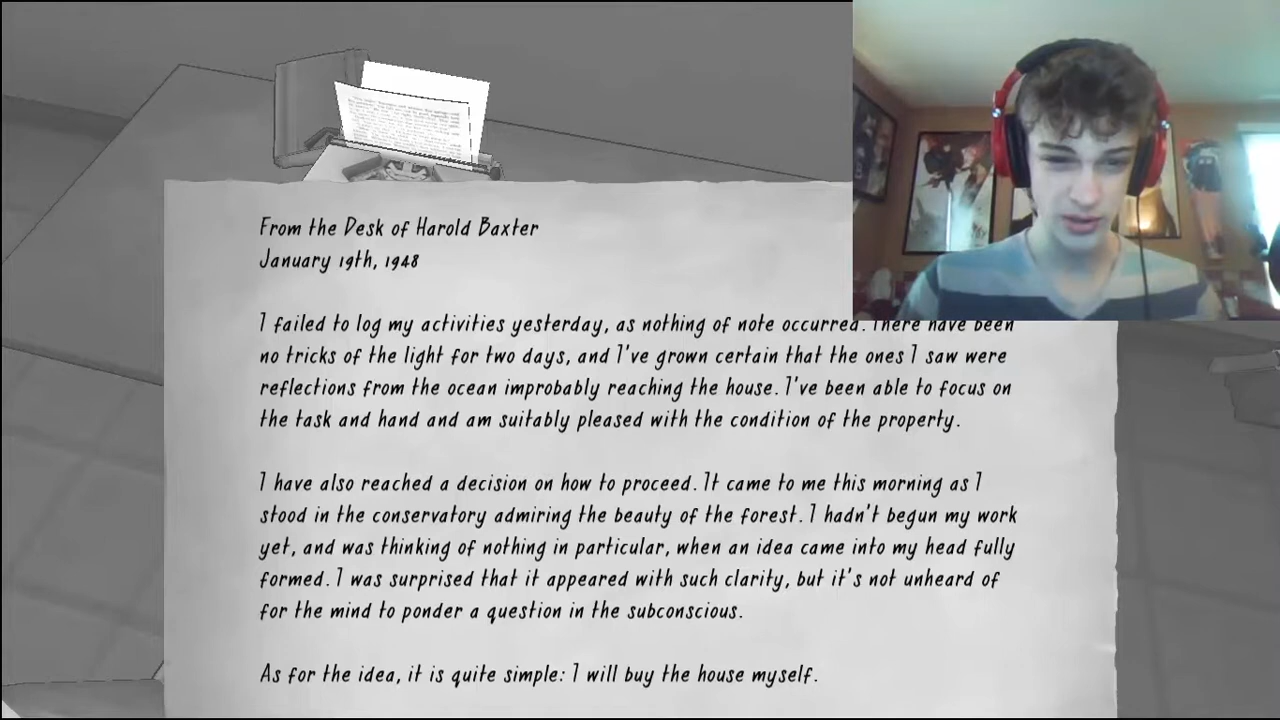 From the Desk of Harold Baxter
January 19th, 1948
I failed to log my activities yesterday, as nothing of note occurred. There have been
no tricks of the light for two days, and I've grown certain that the ones I saw were
reflections from the ocean improbably reaching the house. I've been able to focus on
the task and hand and am suitably pleased with the condition of the property.
I have also reached a decision on how to proceed. It came to me this morning as I
stood in the conservatory admiring the beauty of the forest. I hadn't begun my work
yet, and was thinking of nothing in particular, when an idea came into my head fully
formed. I was surprised that it appeared with such clarity, but it's not unheard of
for the mind to ponder a question in the subconscious.
As for the idea, it is quite simple: I will buy the house myself.